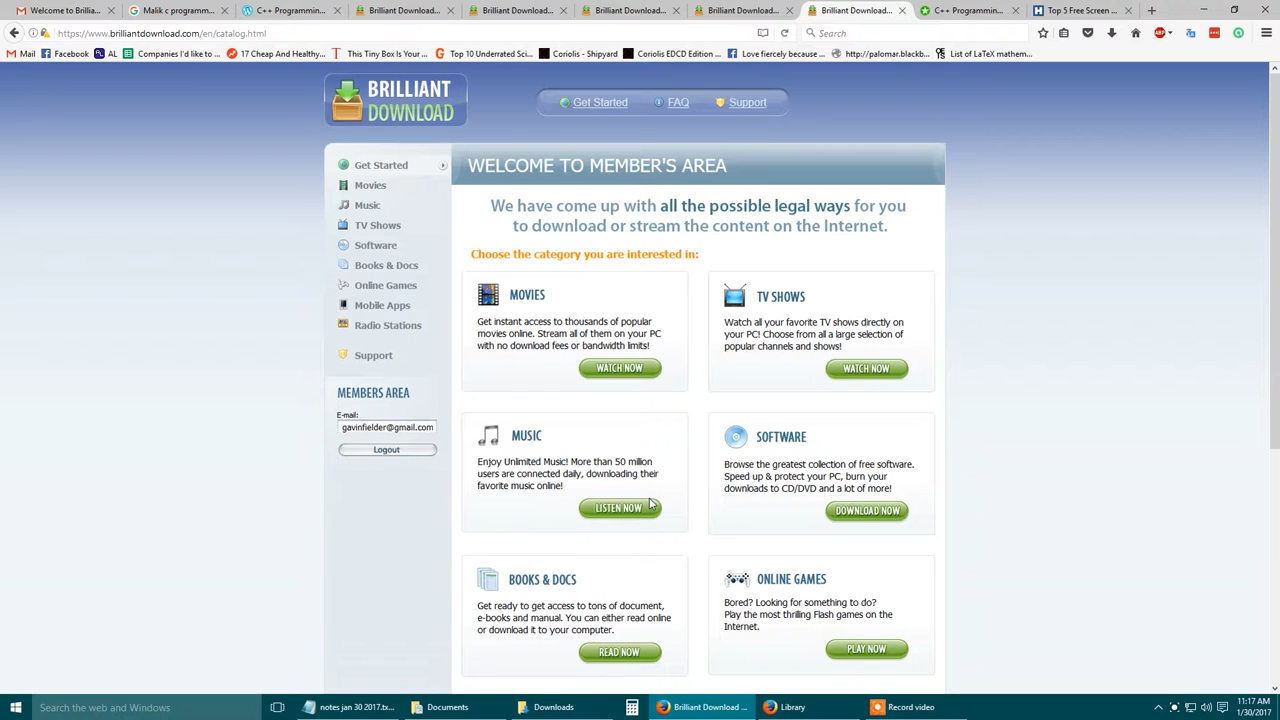 Welcome to Brillia...
Malik c programm...
C++ Programmin...
Brilliant Download...
Brilliant Download...
Brilliant Download...
Brilliant Download...
Brilliant Download...
C++ Programmin...
Top 5 Free Screen ...
https://www.brilliantdownload.com/en/catalog.html
Search
Mail
Facebook
AL
Companies I'd like to ...
17 Cheap And Healthy...
This Tiny Box Is Your ...
Top 10 Underrated Sci...
Coriolis - Shipyard
Coriolis EDCD Edition ...
Love fiercely because ...
http://palomar.blackb...
List of LaTeX mathem...
BRILLIANT
DOWNLOAD
Get Started
FAQ
Support
Get Started
Movies
Music
TV Shows
Software
Books & Docs
Online Games
Mobile Apps
Radio Stations
Support
MEMBERS AREA
E-mail:
gavinfielder@gmail.com
Logout
WELCOME TO MEMBER'S AREA
We have come up with all the possible legal ways for you
to download or stream the content on the Internet.
Choose the category you are interested in:
MOVIES
Get instant access to thousands of popular
movies online. Stream all of them on your PC
with no download fees or bandwidth limits!
WATCH NOW
TV SHOWS
Watch all your favorite TV shows directly on
your PC! Choose from all a large selection of
popular channels and shows!
WATCH NOW
MUSIC
Enjoy Unlimited Music! More than 50 million
users are connected daily, downloading their
favorite music online!
LISTEN NOW
SOFTWARE
Browse the greatest collection of free software.
Speed up & protect your PC, burn your
downloads to CD/DVD and a lot of more!
DOWNLOAD NOW
BOOKS & DOCS
Get ready to get access to tons of document,
e-books and manual. You can either read online
or download it to your computer.
READ NOW
ONLINE GAMES
Bored? Looking for something to do?
Play the most thrilling Flash games on the
Internet.
PLAY NOW
Search the web and Windows
notes jan 30 2017.tx...
Documents
Downloads
Brilliant Download ...
Library
Record video
11:17 AM
1/30/2017